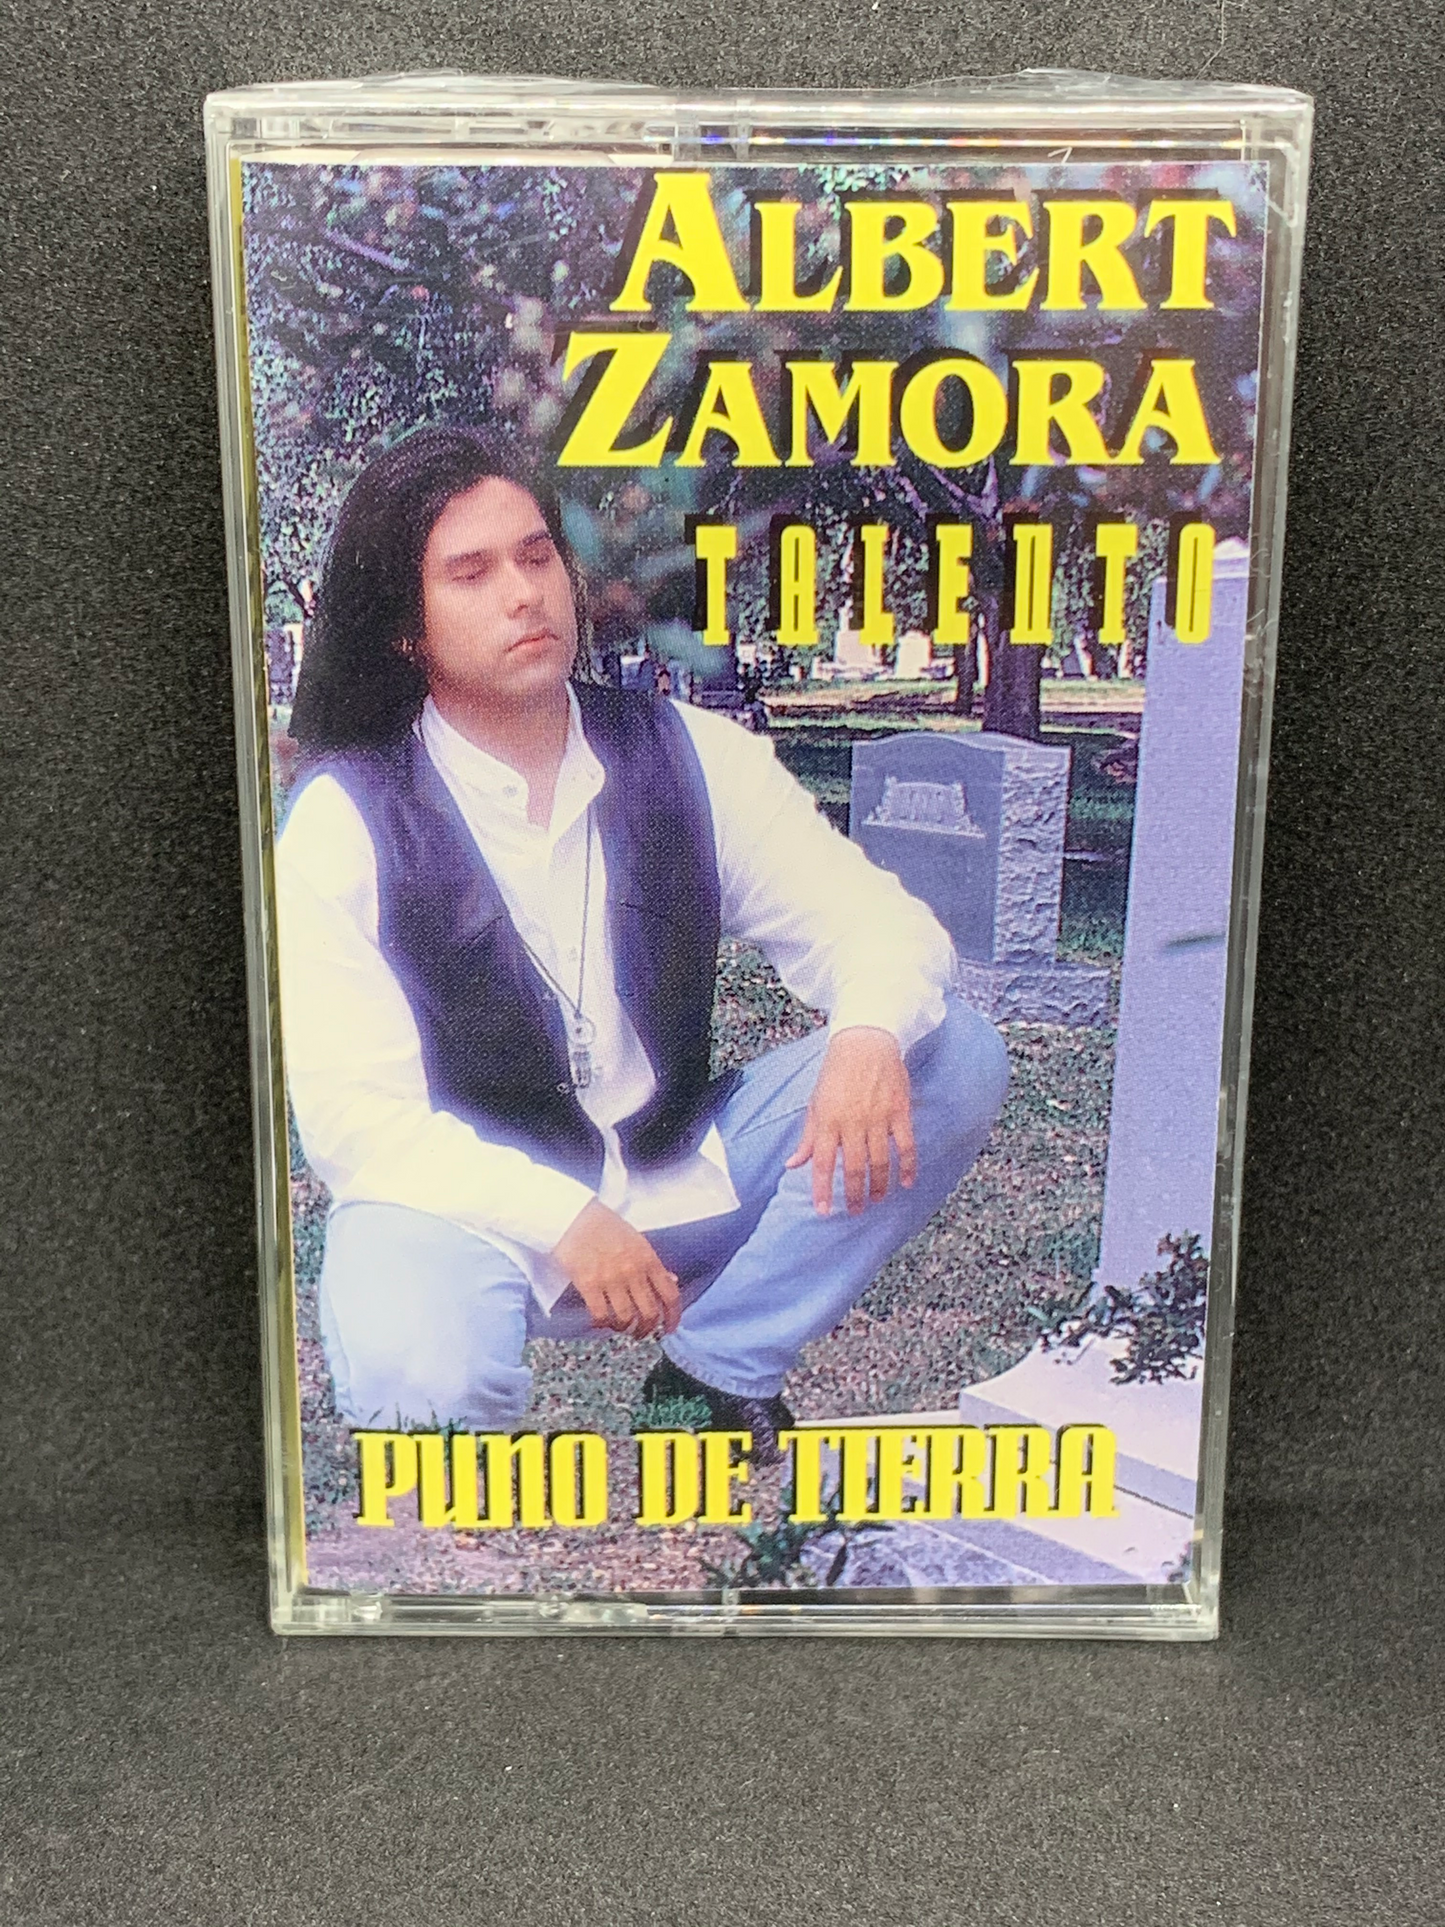 ALBERT
ZAMORA
TALENTO
PUNO DE TIERRA